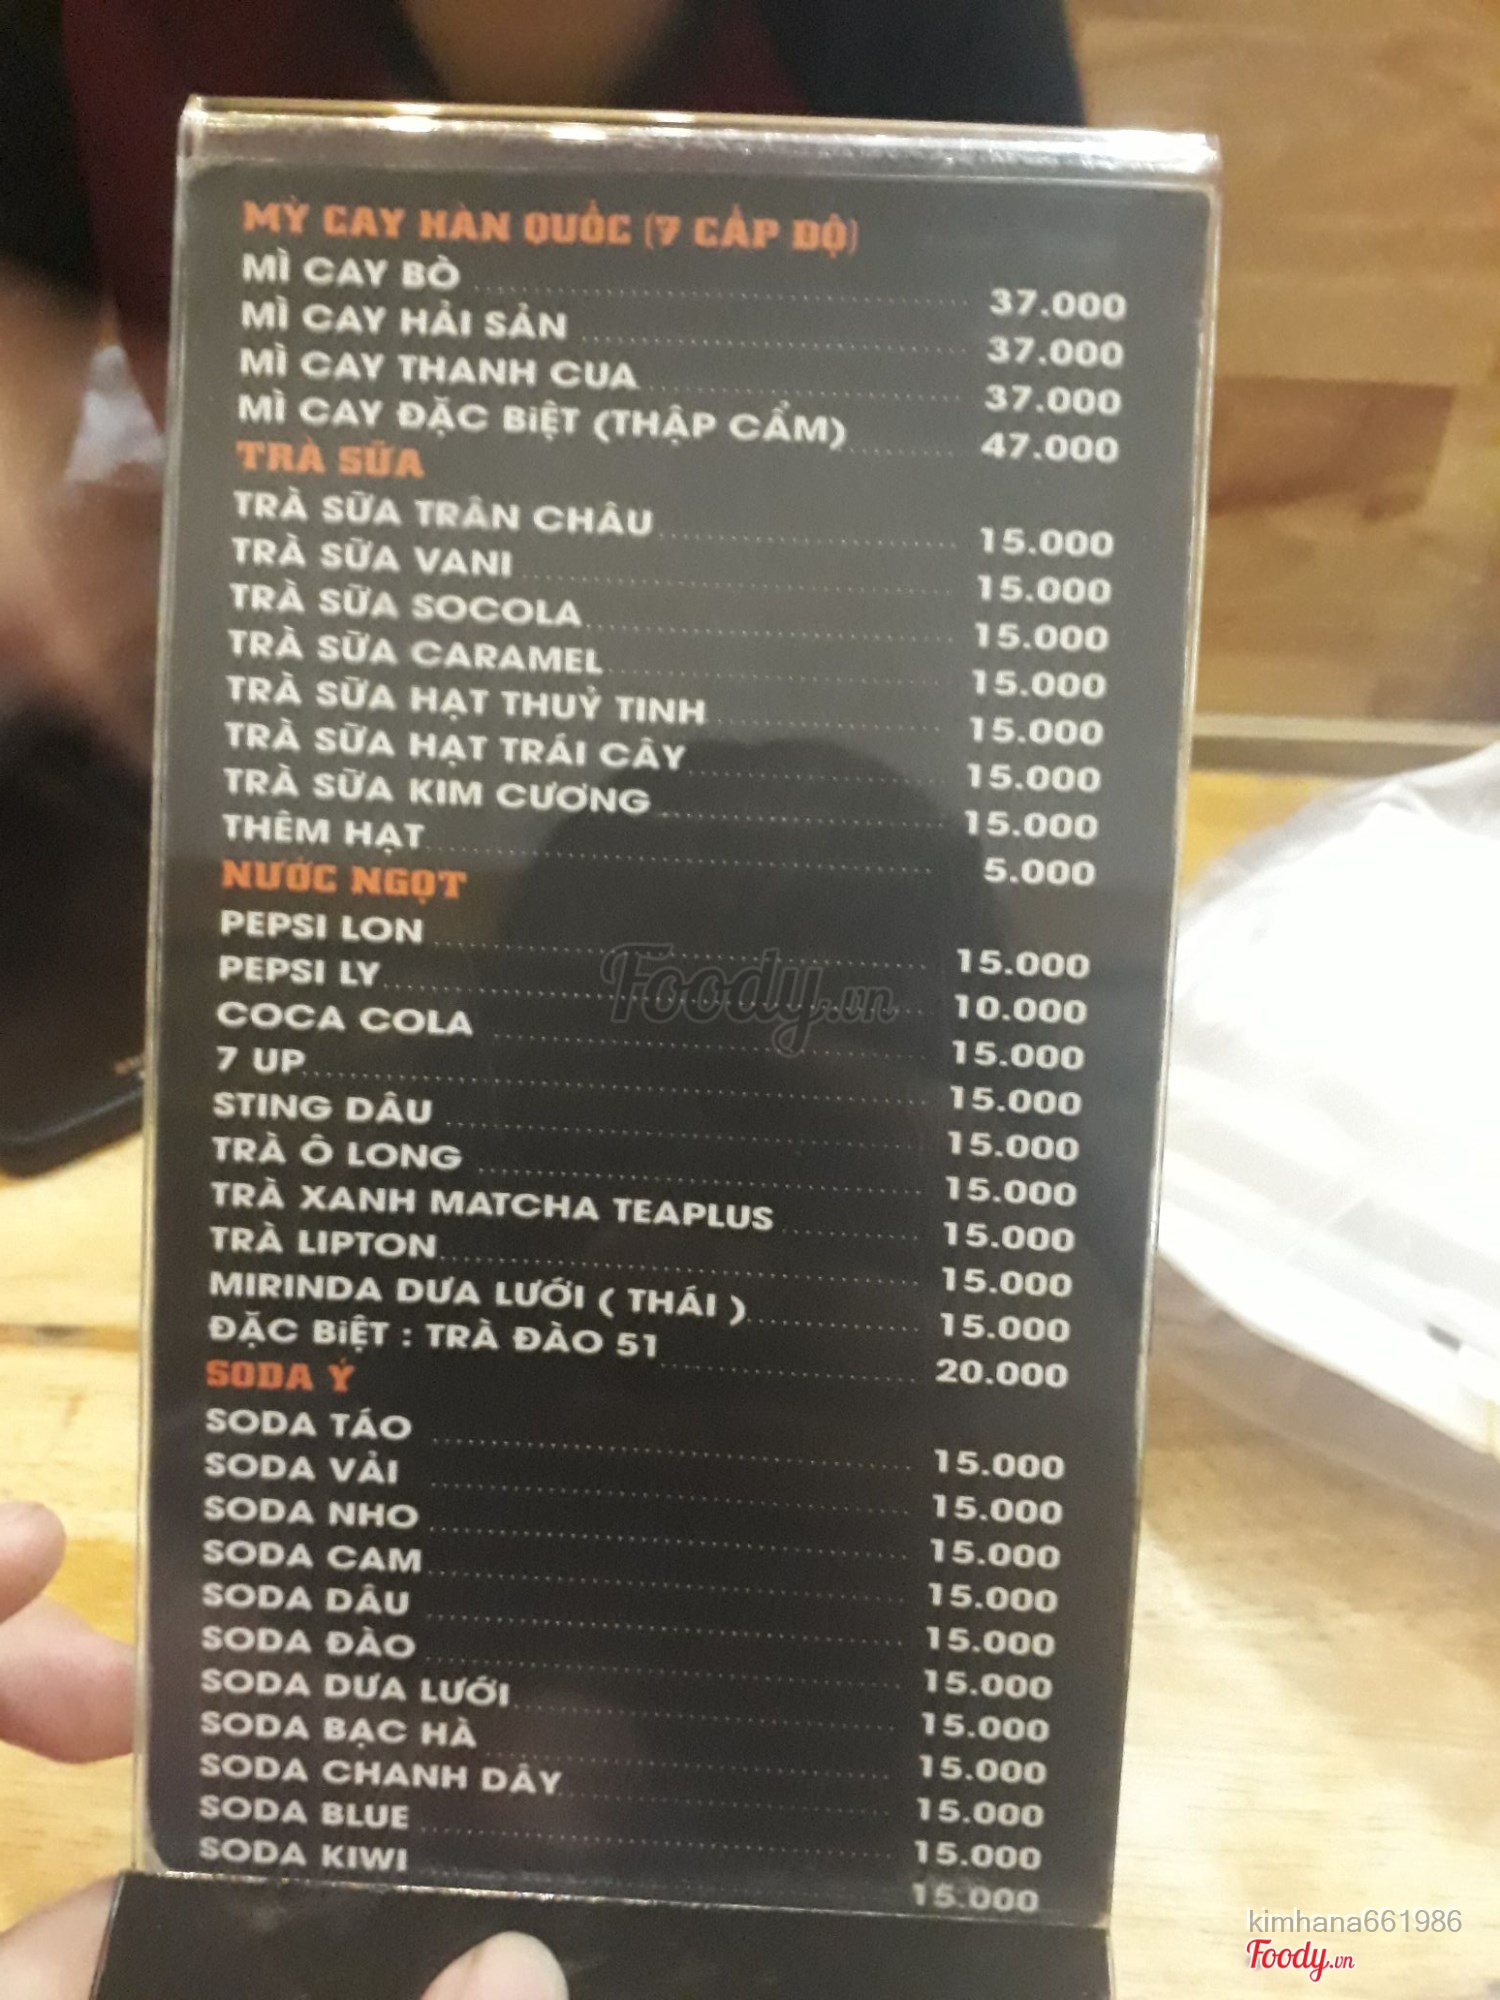 MỲ CAY HÀN QUỐC (7 CẤP ĐỘ)
MÌ CAY BÒ 37.000
MÌ CAY HẢI SẢN 37.000
MÌ CAY THANH CUA 37.000
MÌ CAY ĐẶC BiỆT (THẬP CẨM) 47.000
TRÀ SỮA
TRÀ SỮA TRÂN CHÂU 15.000
TRÀ SỮA VANI 15.000
TRÀ SỮA SOCOLA 15.000
TRÀ SỮA CARAMEL 15.000
TRÀ SỮA HẠT THUỶ TINH 15.000
TRÀ SỮA HẠT TRÁI CÂY 15.000
TRÀ SỮA KIM CƯƠNG 15.000
THÊM HẠT 5.000
NƯỚC NGỌT
PEPSI LON 15.000
PEPSI LY 10.000
COCA COLA 15.000
7 UP 15.000
STING DÂU 15.000
TRÀ Ô LONG 15.000
TRÀ XANH MATCHA TEAPLUS 15.000
TRÀ LIPTON 15.000
MIRINDA DƯA LƯỚI ( THÁI ) 15.000
ĐẶC BiỆT : TRÀ ĐÀO 51 20.000
SODA Ý
SODA TÁO 15.000
SODA VẢI 15.000
SODA NHO 15.000
SODA CAM 15.000
SODA DÂU 15.000
SODA ĐÀO 15.000
SODA DƯA LƯỚI 15.000
SODA BẠC HÀ 15.000
SODA CHANH DÂY 15.000
SODA BLUE 15.000
SODA KIWI 15.000
Foody.vn
kimhana661986
Foody.vn